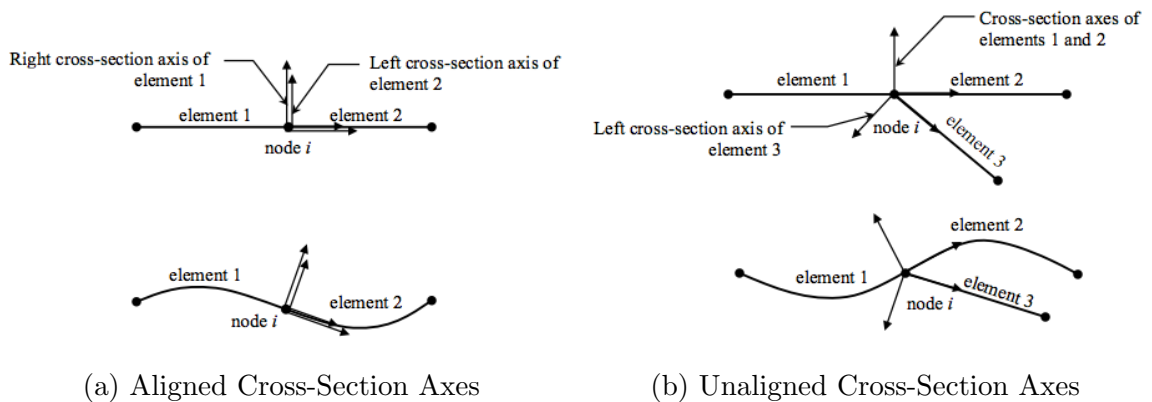 Right cross-section axis of
element 1
Left cross-section axis of
element 2
element 1
element 2
node i
element 1
element 2
node i
(a) Aligned Cross-Section Axes
Cross-section axes of
elements 1 and 2
element 1
element 2
Left cross-section axis of
element 3
node i
element 3
element 2
element 1
element 3
node i
(b) Unaligned Cross-Section Axes